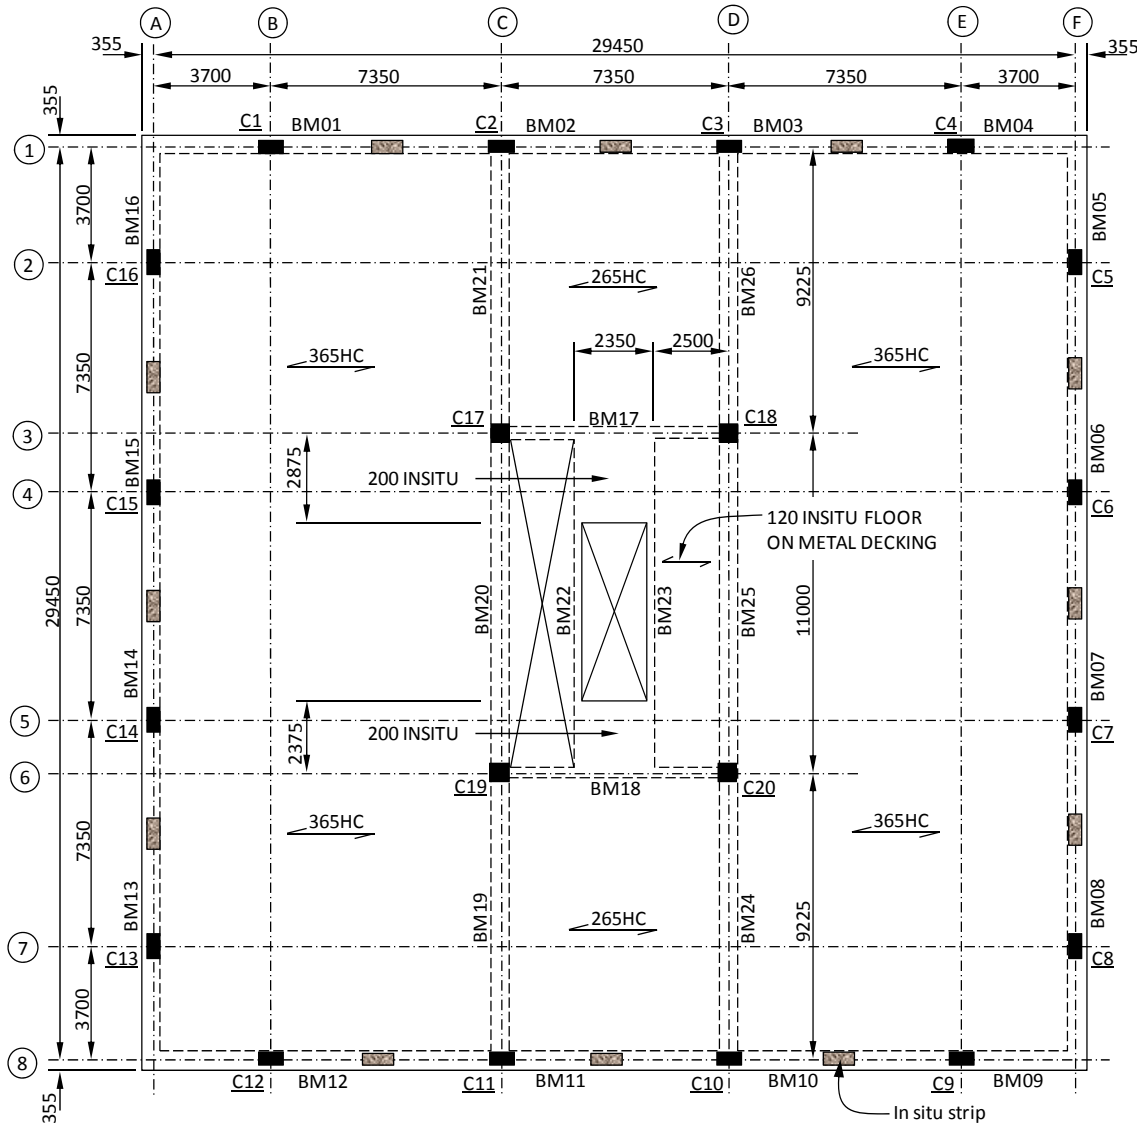 A B C D E F
355 29450 355
3700 7350 7350 7350 3700
355
C1 BM01 C2 BM02 C3 BM03 C4 BM04
1
3700
BM16
BM05
2
C16
C5
BM21
265HC
BM26
9225
2350 2500
7350
365HC
365HC
C17 BM17 C18
3
BM15
2875
200 INSITU
BM06
4
C15
C6
120 INSITU FLOOR
ON METAL DECKING
29450
7350
BM20
BM22
BM23
BM25
11000
BM14
BM07
5
C14
2375
200 INSITU
C7
6
C19 BM18 C20
7350
365HC
365HC
BM13
BM19
265HC
BM24
9225
BM08
7
C13
C8
3700
8
C12 BM12 C11 BM11 C10 BM10 C9 BM09
355
In situ strip